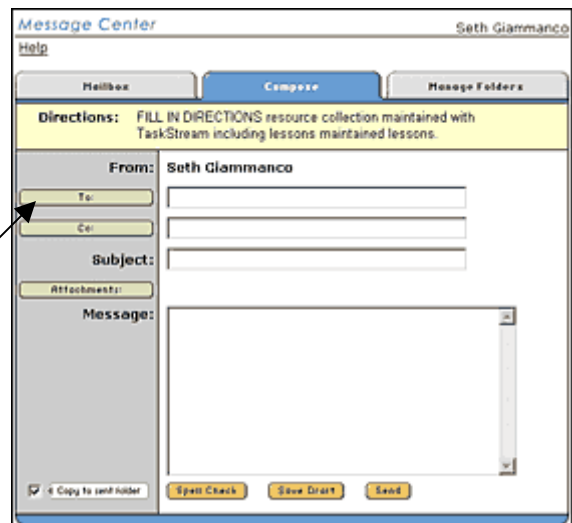 Message Center
Seth Giammanco
Help
Mailbox
Compose
Manage Folders
Directions: FILL IN DIRECTIONS resource collection maintained with
TaskStream including lessons maintained lessons.
From: Seth Giammanco
To:
Cc:
Subject:
Attachments:
Message:
Copy to sent folder
Spell Check
Save Draft
Send